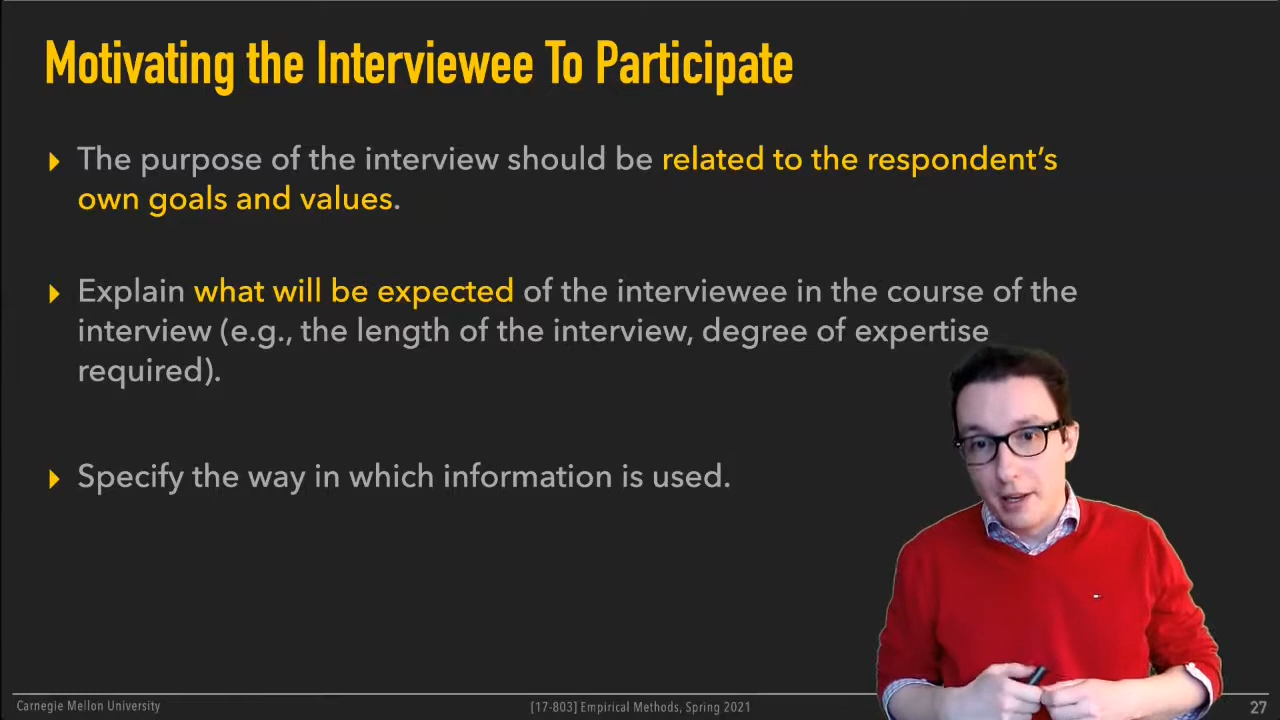 Motivating the Interviewee To Participate
The purpose of the interview should be related to the respondent's
own goals and values.
Explain what will be expected of the interviewee in the course of the
interview (e.g., the length of the interview, degree of expertise
required).
Specify the way in which information is used.
Carnegie Mellon University
[17-803] Empirical Methods, Spring 2021
27